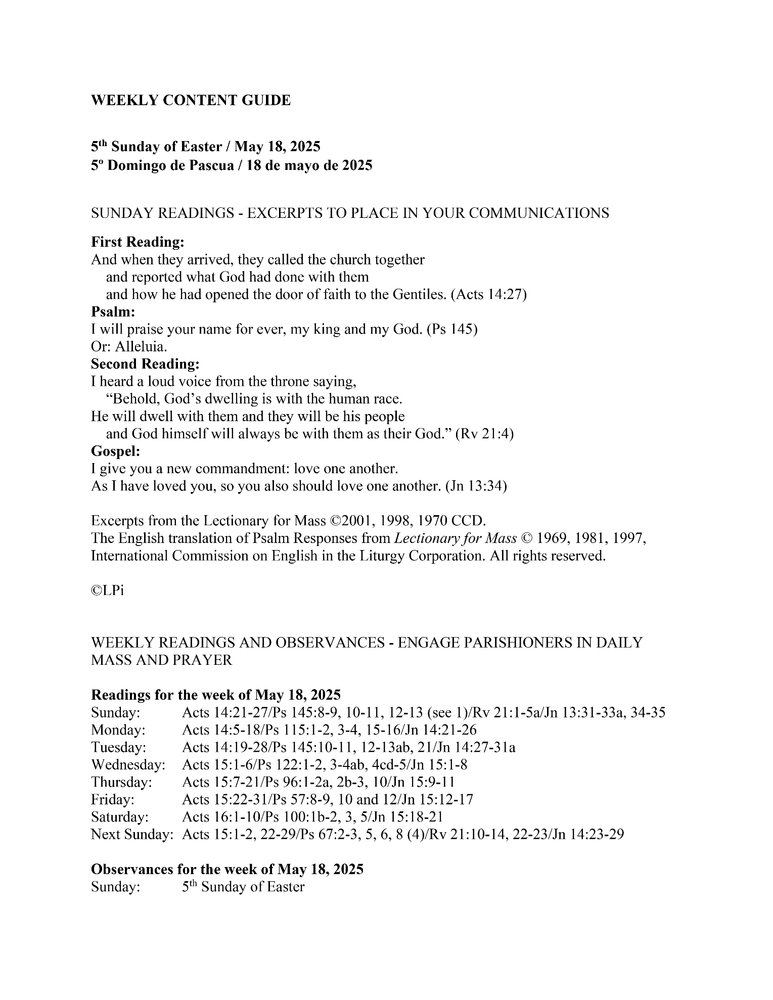 WEEKLY CONTENT GUIDE
5th Sunday of Easter / May 18, 2025
5º Domingo de Pascua / 18 de mayo de 2025
SUNDAY READINGS - EXCERPTS TO PLACE IN YOUR COMMUNICATIONS
First Reading:
And when they arrived, they called the church together
and reported what God had done with them
and how he had opened the door of faith to the Gentiles. (Acts 14:27)
Psalm:
I will praise your name for ever, my king and my God. (Ps 145)
Or: Alleluia.
Second Reading:
I heard a loud voice from the throne saying,
“Behold, God’s dwelling is with the human race.
He will dwell with them and they will be his people
and God himself will always be with them as their God.” (Rv 21:4)
Gospel:
I give you a new commandment: love one another.
As I have loved you, so you also should love one another. (Jn 13:34)
Excerpts from the Lectionary for Mass ©2001, 1998, 1970 CCD.
The English translation of Psalm Responses from Lectionary for Mass © 1969, 1981, 1997,
International Commission on English in the Liturgy Corporation. All rights reserved.
©LPi
WEEKLY READINGS AND OBSERVANCES - ENGAGE PARISHIONERS IN DAILY
MASS AND PRAYER
Readings for the week of May 18, 2025
Sunday: Acts 14:21-27/Ps 145:8-9, 10-11, 12-13 (see 1)/Rv 21:1-5a/Jn 13:31-33a, 34-35
Monday: Acts 14:5-18/Ps 115:1-2, 3-4, 15-16/Jn 14:21-26
Tuesday: Acts 14:19-28/Ps 145:10-11, 12-13ab, 21/Jn 14:27-31a
Wednesday: Acts 15:1-6/Ps 122:1-2, 3-4ab, 4cd-5/Jn 15:1-8
Thursday: Acts 15:7-21/Ps 96:1-2a, 2b-3, 10/Jn 15:9-11
Friday: Acts 15:22-31/Ps 57:8-9, 10 and 12/Jn 15:12-17
Saturday: Acts 16:1-10/Ps 100:1b-2, 3, 5/Jn 15:18-21
Next Sunday: Acts 15:1-2, 22-29/Ps 67:2-3, 5, 6, 8 (4)/Rv 21:10-14, 22-23/Jn 14:23-29
Observances for the week of May 18, 2025
Sunday: 5th Sunday of Easter